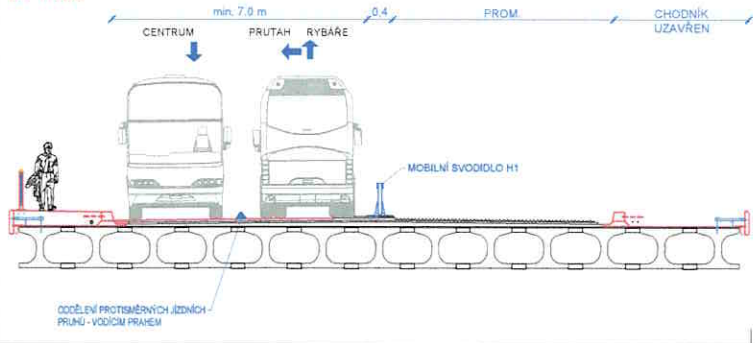 min. 7.0 m
0,4
PROM.
CHODNÍK
UZAVŘEN
CENTRUM
PRUTAH
RYBÁŘE
MOBILNÍ SVODIDLO H1
ODDĚLENÍ PROTISMĚRNÝCH JÍZDNÍCH
PRUHŮ - VODÍCÍM PRAHEM